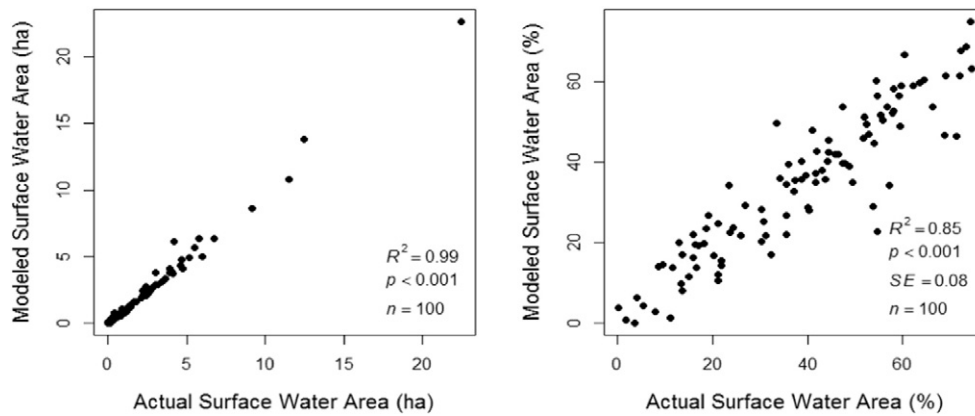 Modeled Surface Water Area (ha)
20
15
10
5
0
R² = 0.99
p < 0.001
n = 100
0 5 10 15 20
Actual Surface Water Area (ha)
Modeled Surface Water Area (%)
60
40
20
0
R² = 0.85
p < 0.001
SE = 0.08
n = 100
0 20 40 60
Actual Surface Water Area (%)